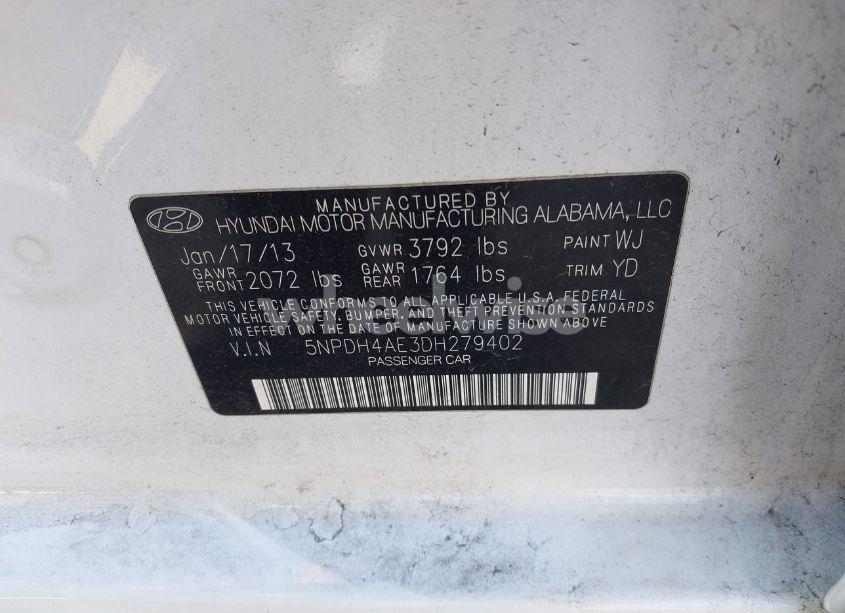 MANUFACTURED BY
HYUNDAI MOTOR MANUFACTURING ALABAMA, LLC
Jan/17/13 GVWR 3792 lbs PAINT WJ
GAWR FRONT 2072 lbs GAWR REAR 1764 lbs TRIM YD
THIS VEHICLE CONFORMS TO ALL APPLICABLE U.S.A. FEDERAL
MOTOR VEHICLE SAFETY, BUMPER, AND THEFT PREVENTION STANDARDS
IN EFFECT ON THE DATE OF MANUFACTURE SHOWN ABOVE
V.I.N 5NPDH4AE3DH279402
PASSENGER CAR